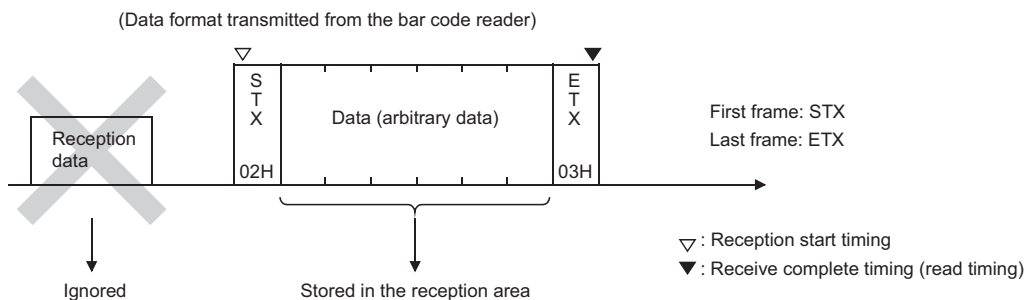 (Data format transmitted from the bar code reader)
S
T
X
02H
Data (arbitrary data)
E
T
X
03H
Reception
data
First frame: STX
Last frame: ETX
Ignored
Stored in the reception area
: Reception start timing
: Receive complete timing (read timing)